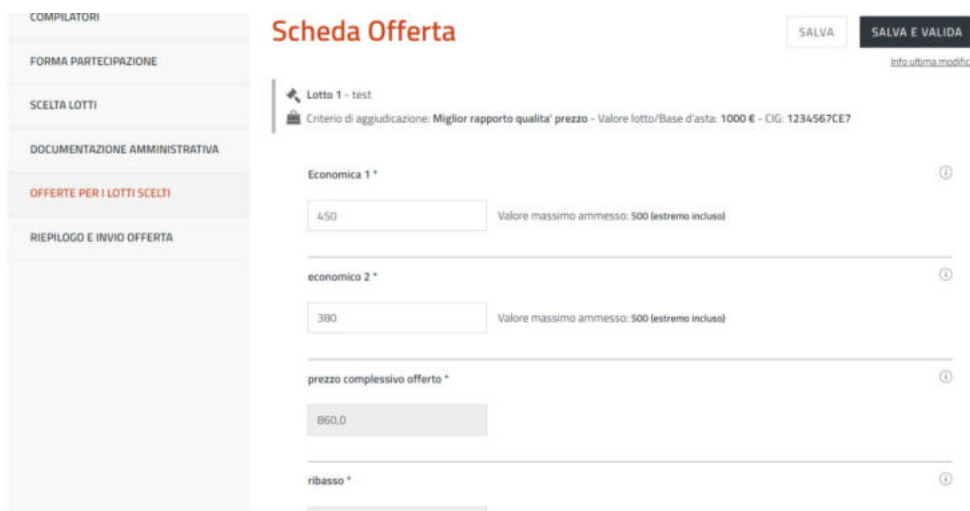 COMPILATORI
FORMA PARTECIPAZIONE
SCELTA LOTTI
DOCUMENTAZIONE AMMINISTRATIVA
OFFERTE PER I LOTTI SCELTI
RIEPILOGO E INVIO OFFERTA
Scheda Offerta
SALVA
SALVA E VALIDA
Info ultima modific
Lotto 1 - test
Criterio di aggiudicazione: Miglior rapporto qualita' prezzo - Valore lotto/Base d'asta: 1000 € - CIG: 1234567CE7
Economica 1 *
450 Valore massimo ammesso: 500 (estremo incluso)
economico 2 *
380 Valore massimo ammesso: 500 (estremo incluso)
prezzo complessivo offerto *
860,0
ribasso *